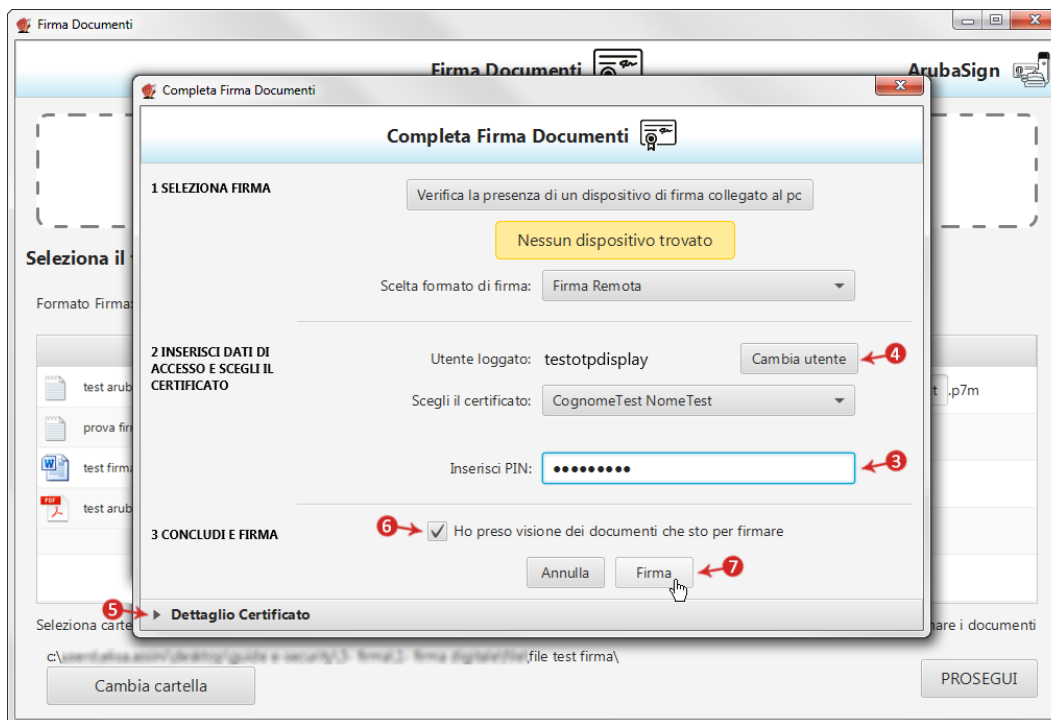 Firma Documenti
Firma Documenti
ArubaSign
Completa Firma Documenti
Completa Firma Documenti
1 SELEZIONA FIRMA
Verifica la presenza di un dispositivo di firma collegato al pc
Nessun dispositivo trovato
Seleziona il
Scelta formato di firma: Firma Remota
Formato Firma:
2 INSERISCI DATI DI
ACCESSO E SCEGLI IL
CERTIFICATO
Utente loggato: testotpdisplay Cambia utente 4
test arub
.p7m
Scegli il certificato: CognomeTest NomeTest
prova fir
test firma
Inserisci PIN: ••••••••• 3
PDF
test arub
3 CONCLUDI E FIRMA
6 Ho preso visione dei documenti che sto per firmare
Annulla Firma 7
5 Dettaglio Certificato
Seleziona carte
are i documenti
c:\
\file test firma\
Cambia cartella
PROSEGUI